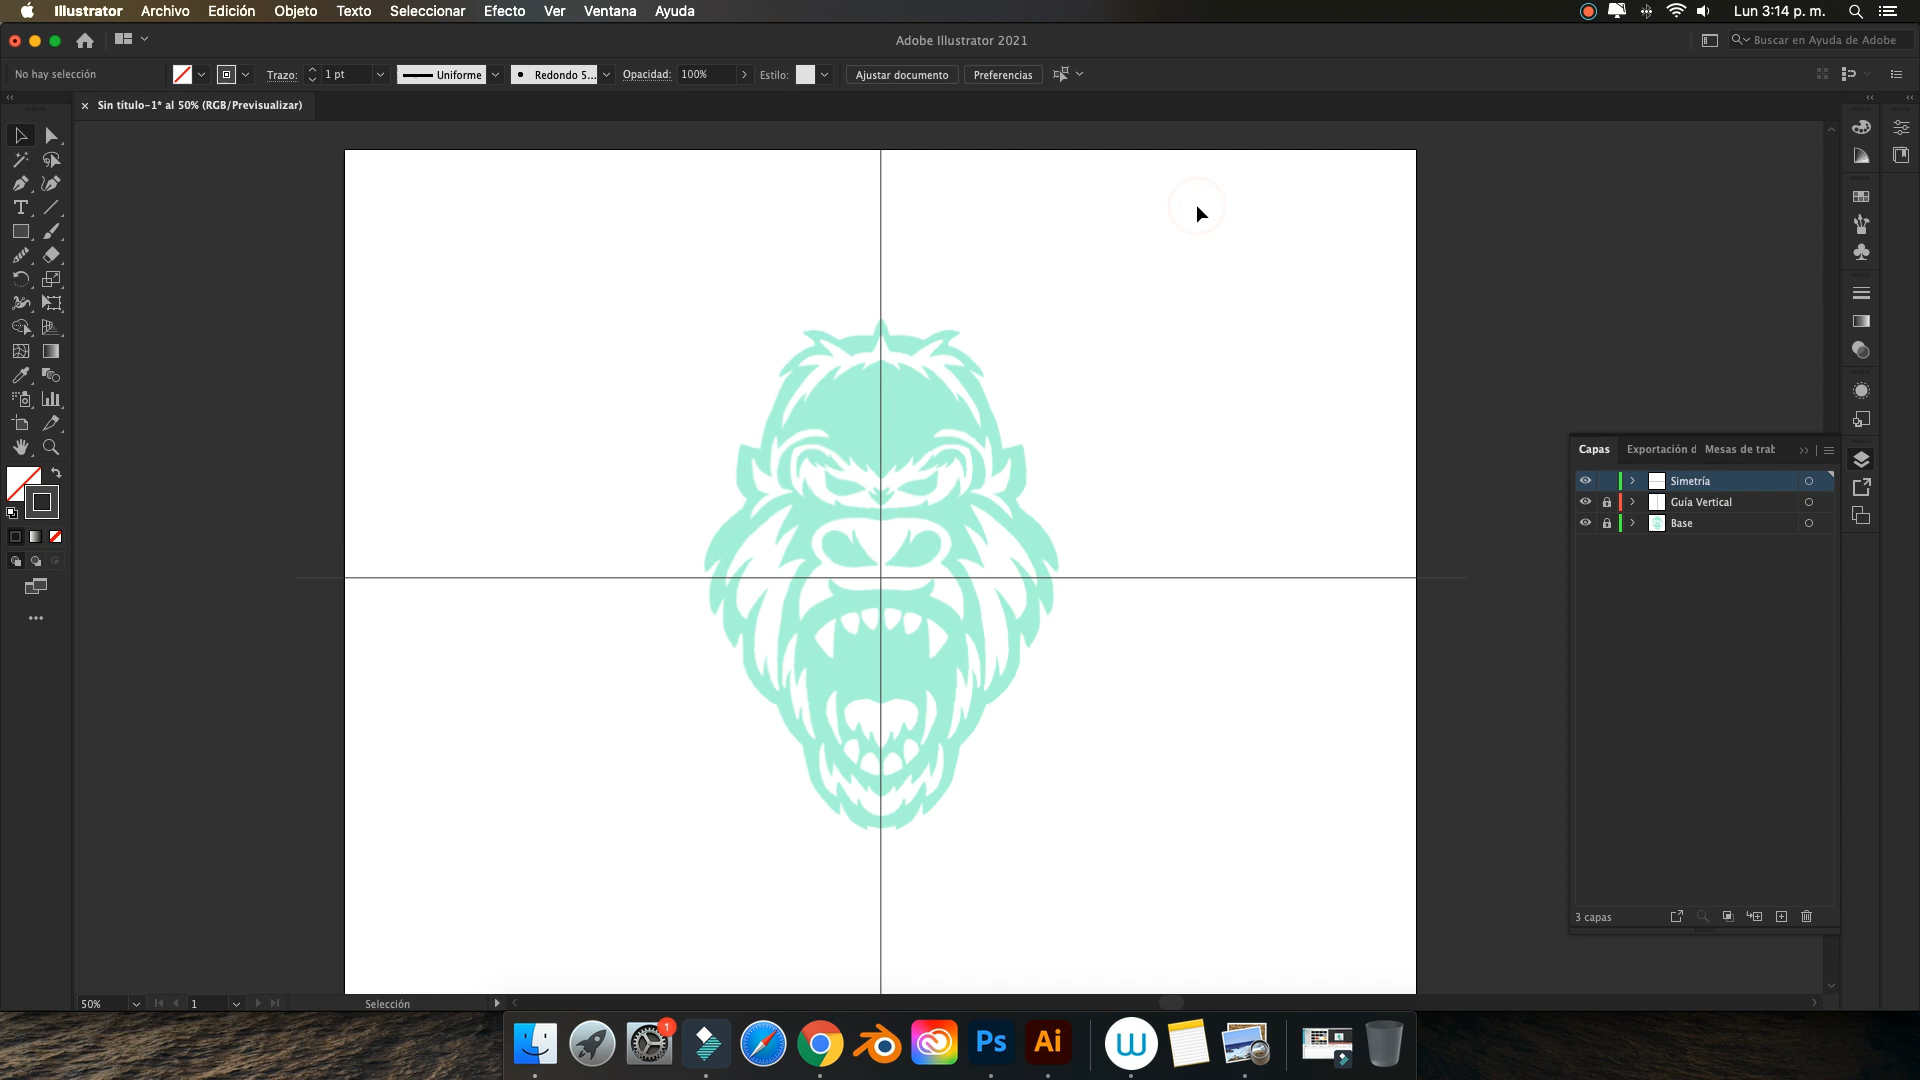 Illustrator Archivo Edición Objeto Texto Seleccionar Efecto Ver Ventana Ayuda Lun 3:14 p. m.
Adobe Illustrator 2021 Buscar en Ayuda de Adobe
No hay selección Trazo: 1 pt Uniforme Redondo 5... Opacidad: 100% Estilo: Ajustar documento Preferencias
× Sin título-1* al 50% (RGB/Previsualizar)
Capas Exportación d Mesas de trab
Simetría
Guía Vertical
Base
3 capas
50% 1 Selección
1
Ps Ai